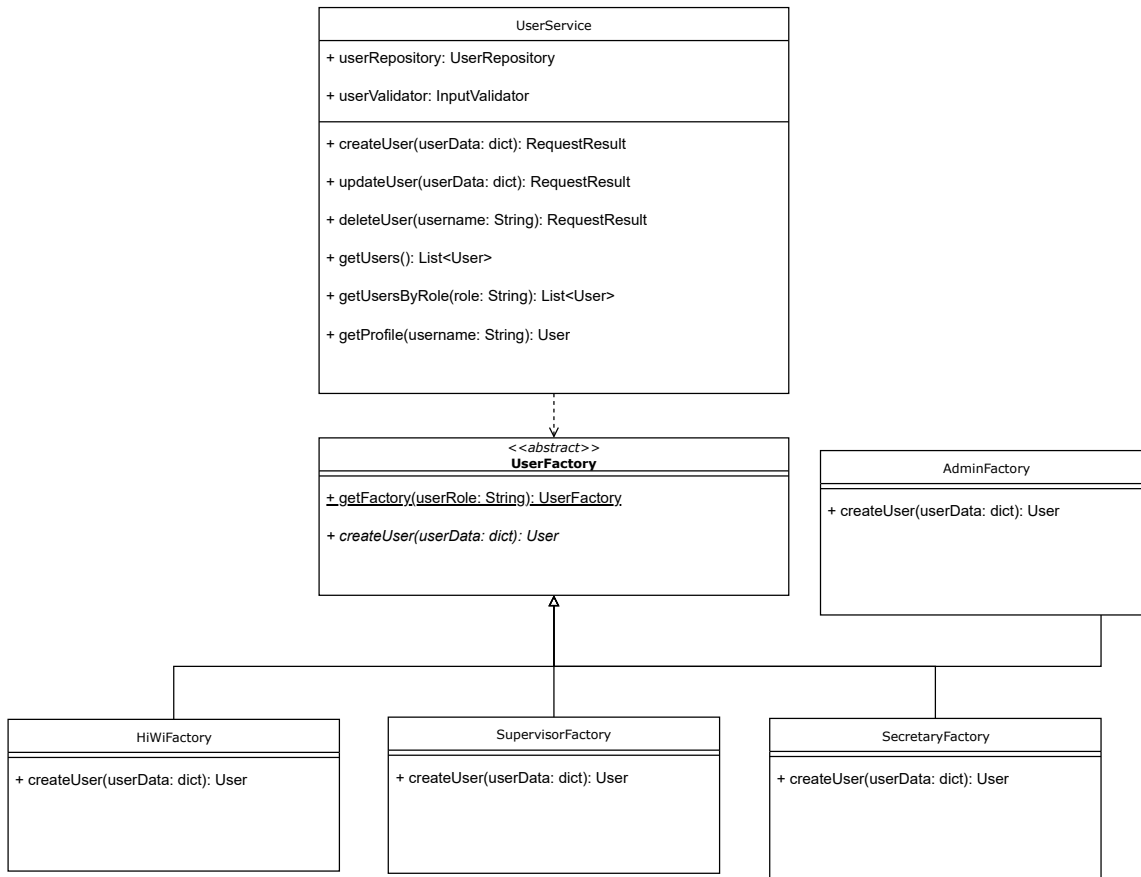 UserService
+ userRepository: UserRepository
+ userValidator: InputValidator
+ createUser(userData: dict): RequestResult
+ updateUser(userData: dict): RequestResult
+ deleteUser(username: String): RequestResult
+ getUsers(): List<User>
+ getUsersByRole(role: String): List<User>
+ getProfile(username: String): User
<<abstract>>
UserFactory
+ getFactory(userRole: String): UserFactory
+ createUser(userData: dict): User
AdminFactory
+ createUser(userData: dict): User
HiWiFactory
+ createUser(userData: dict): User
SupervisorFactory
+ createUser(userData: dict): User
SecretaryFactory
+ createUser(userData: dict): User